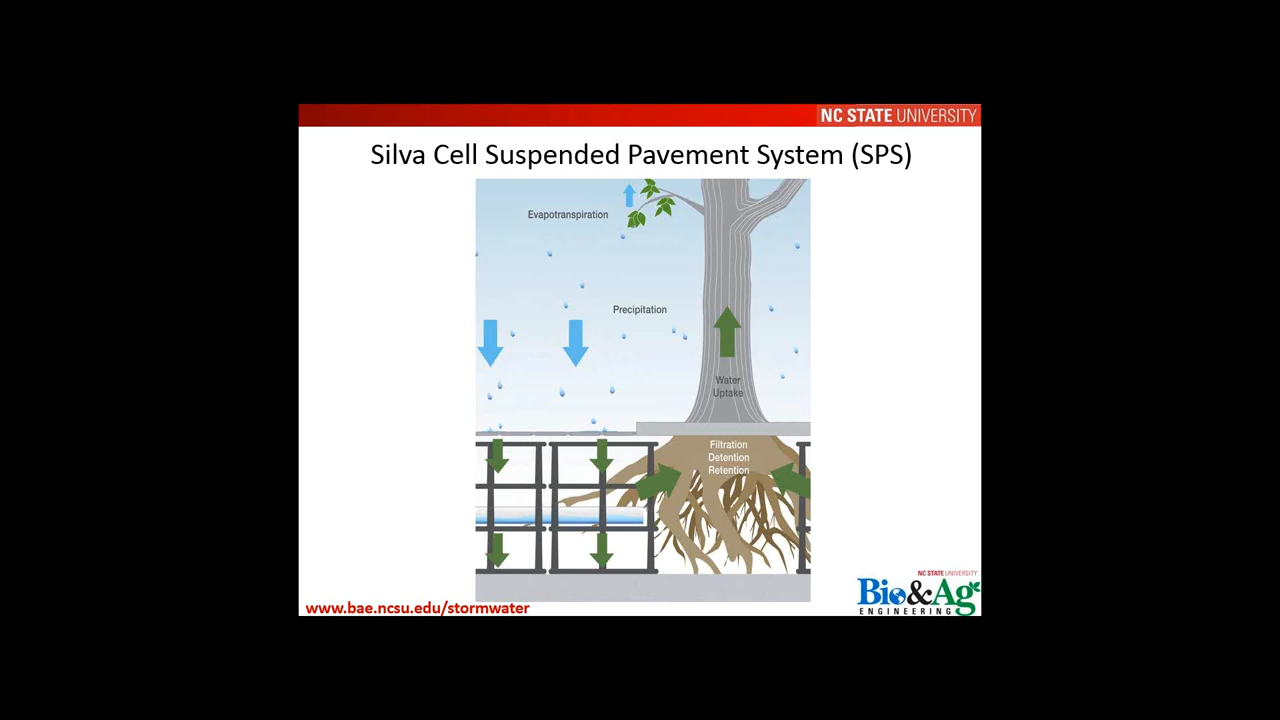 NC STATE UNIVERSITY
Silva Cell Suspended Pavement System (SPS)
Evapotranspiration
Precipitation
Water
Uptake
Filtration
Detention
Retention
www.bae.ncsu.edu/stormwater
NC STATE UNIVERSITY
Bio&Ag
ENGINEERING